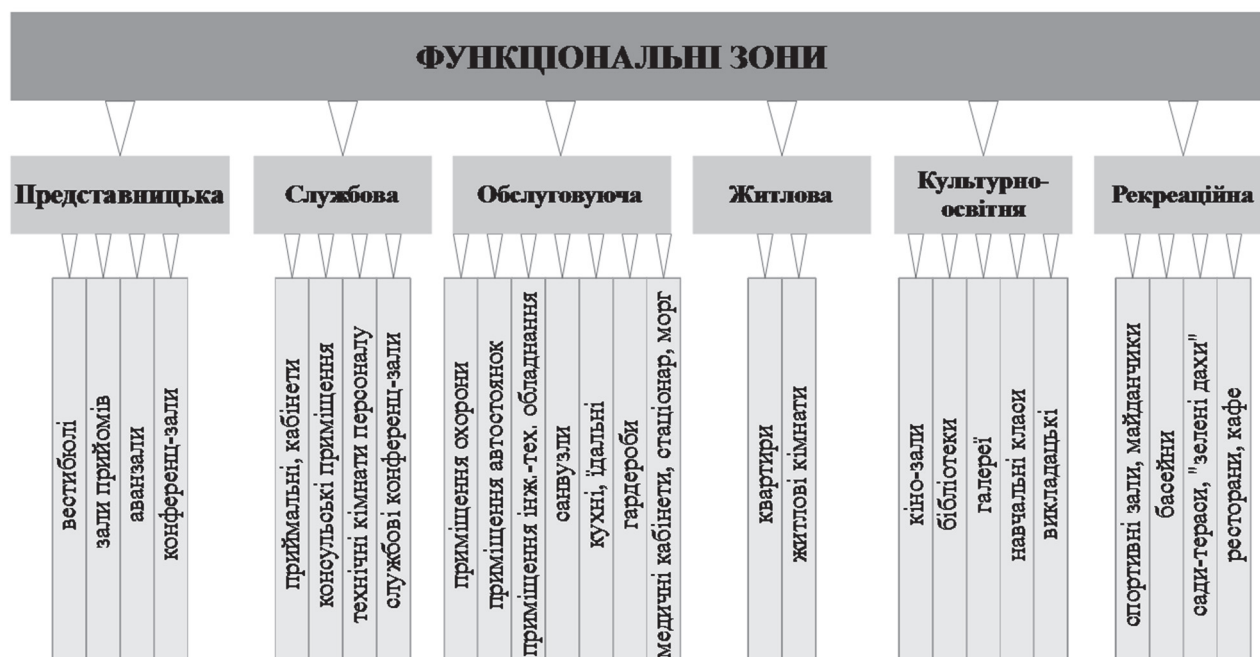 ФУНКЦІОНАЛЬНІ ЗОНИ
Представницька
вестибюлі
зали прийомів
аванзали
конференц-зали
Службова
приймальні, кабінети
консульські приміщення
технічні кімнати персоналу
службові конференц-зали
Обслуговуюча
приміщення охорони
приміщення автостоянок
приміщення інж.-тех. обладнання
санвузли
кухні, їдальні
гардероби
медичні кабінети, стаціонар, морг
Житлова
квартири
житлові кімнати
Культурно-
освітня
кіно-зали
бібліотеки
галереї
навчальні класи
викладацькі
Рекреаційна
спортивні зали, майданчики
басейни
сади-тераси, "зелені дахи"
ресторани, кафе